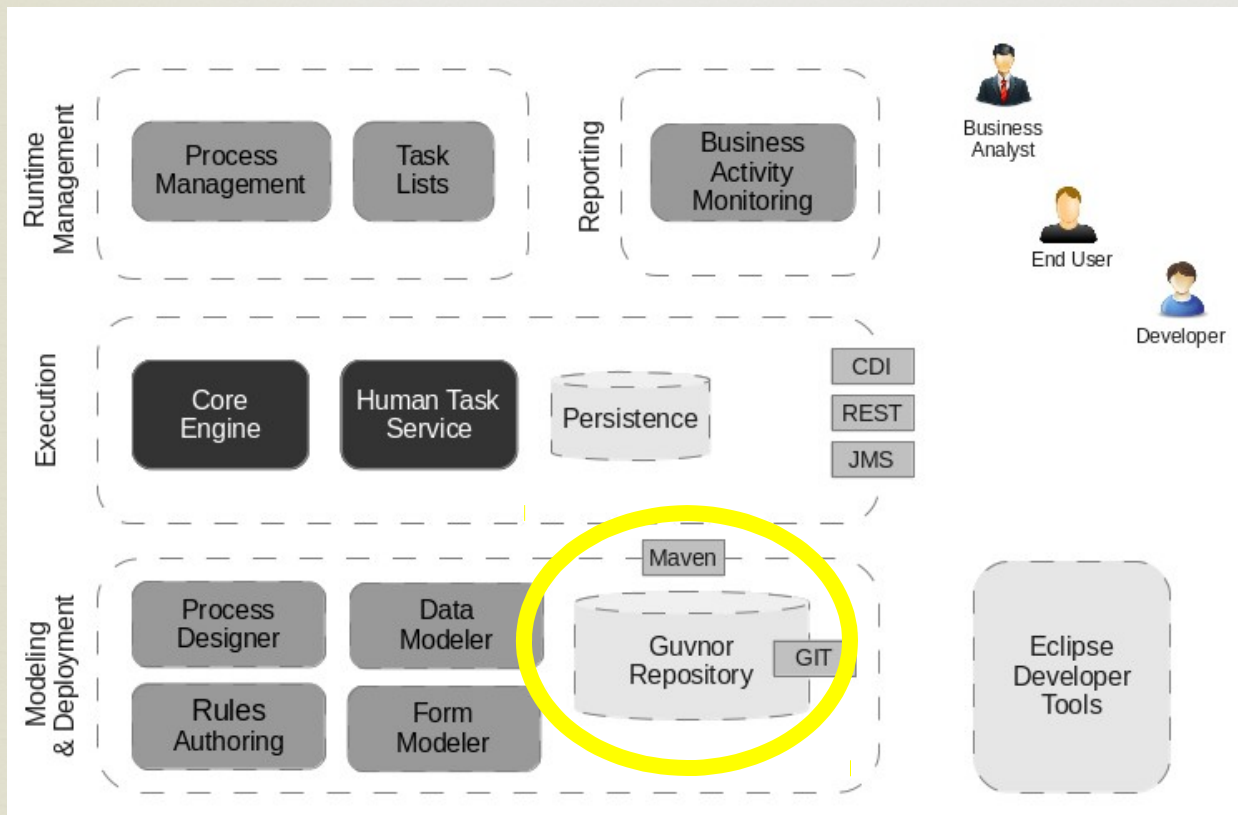 Runtime
Management
Process
Management
Task
Lists
Reporting
Business
Activity
Monitoring
Business
Analyst
End User
Developer
Execution
Core
Engine
Human Task
Service
Persistence
CDI
REST
JMS
Modeling
& Deployment
Process
Designer
Data
Modeler
Rules
Authoring
Form
Modeler
Maven
Guvnor
Repository
GIT
Eclipse
Developer
Tools